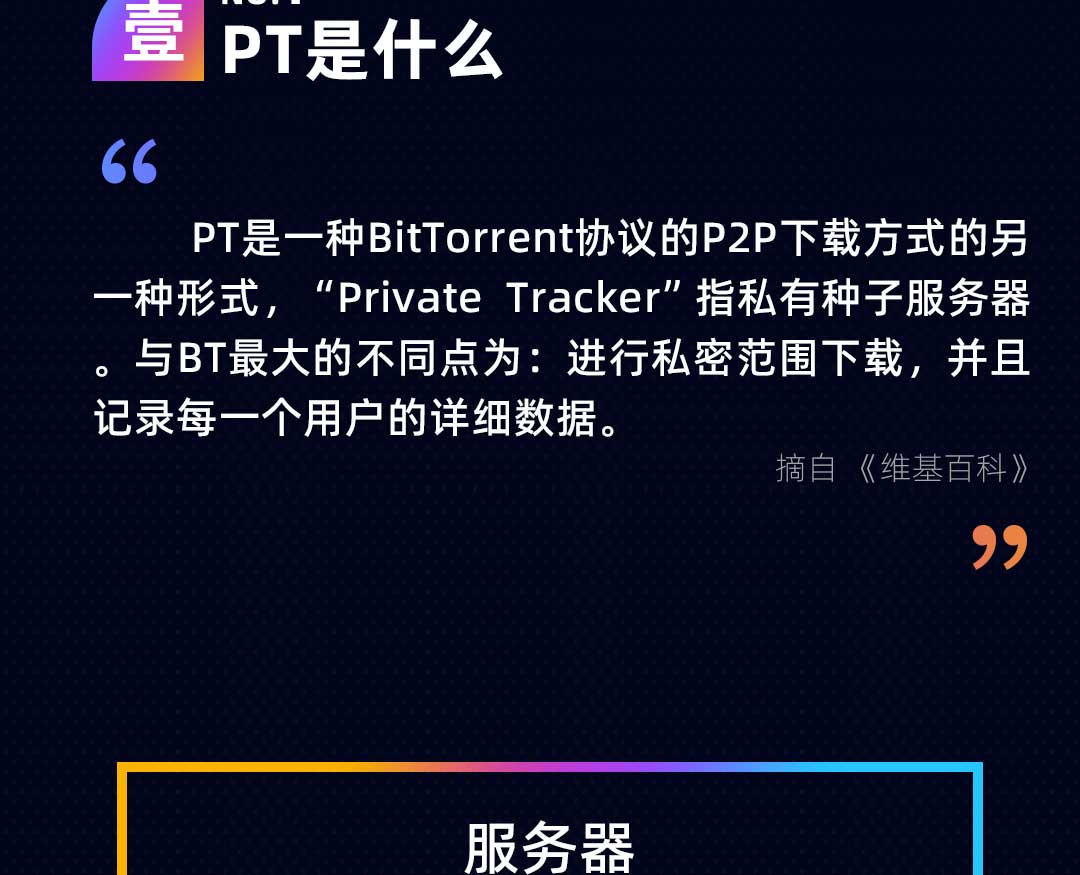 壹
PT是什么
“
PT是一种BitTorrent协议的P2P下载方式的另
一种形式，“Private Tracker”指私有种子服务器
。与BT最大的不同点为：进行私密范围下载，并且
记录每一个用户的详细数据。
摘自 《维基百科》
”
服务器